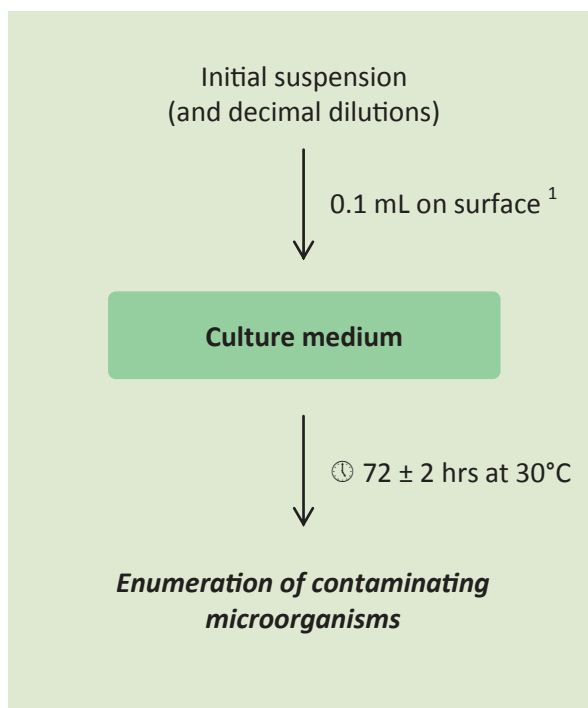 Initial suspension
(and decimal dilutions)
0.1 mL on surface ¹
Culture medium
🕔 72 ± 2 hrs at 30°C
Enumeration of contaminating
microorganisms